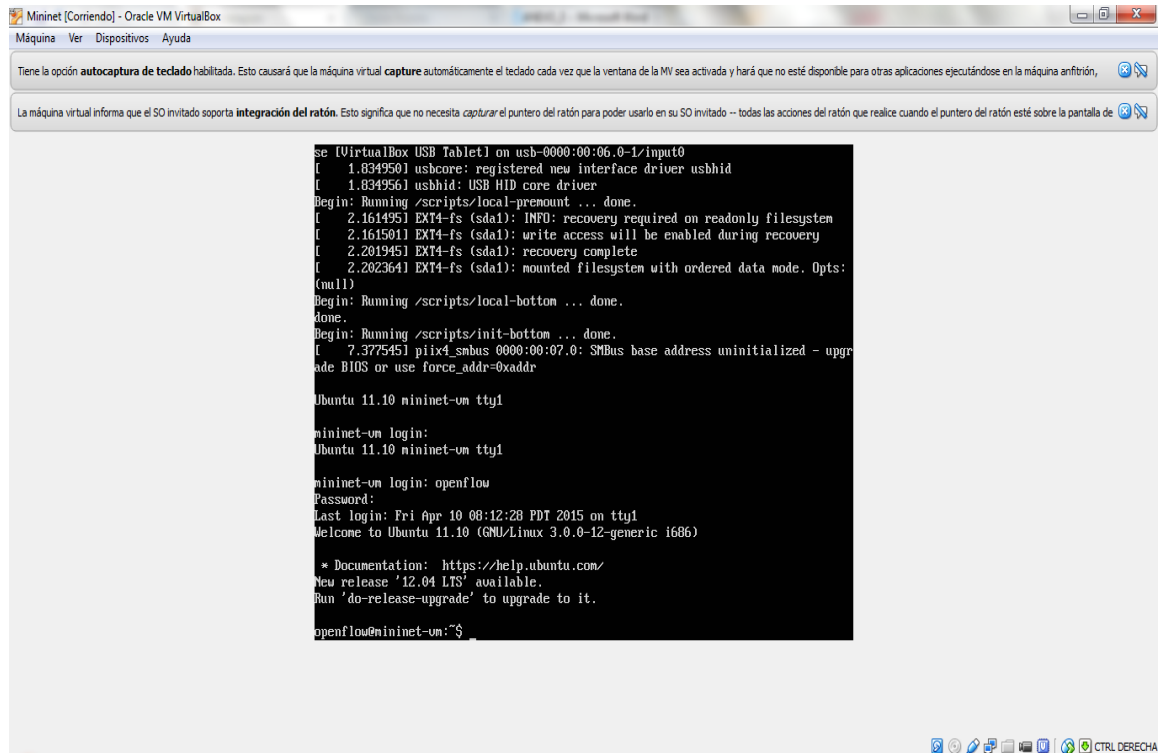 Mininet [Corriendo] - Oracle VM VirtualBox
Máquina Ver Dispositivos Ayuda
Tiene la opción autocaptura de teclado habilitada. Esto causará que la máquina virtual capture automáticamente el teclado cada vez que la ventana de la MV sea activada y hará que no esté disponible para otras aplicaciones ejecutándose en la máquina anfitrión,
La máquina virtual informa que el SO invitado soporta integración del ratón. Esto significa que no necesita capturar el puntero del ratón para poder usarlo en su SO invitado -- todas las acciones del ratón que realice cuando el puntero del ratón esté sobre la pantalla de
se [VirtualBox USB Tablet] on usb-0000:00:06.0-1/input0
[    1.834950] usbcore: registered new interface driver usbhid
[    1.834956] usbhid: USB HID core driver
Begin: Running /scripts/local-premount ... done.
[    2.161495] EXT4-fs (sda1): INFO: recovery required on readonly filesystem
[    2.161501] EXT4-fs (sda1): write access will be enabled during recovery
[    2.201945] EXT4-fs (sda1): recovery complete
[    2.202364] EXT4-fs (sda1): mounted filesystem with ordered data mode. Opts:
(null)
Begin: Running /scripts/local-bottom ... done.
done.
Begin: Running /scripts/init-bottom ... done.
[    7.377545] piix4_smbus 0000:00:07.0: SMBus base address uninitialized - upgr
ade BIOS or use force_addr=0xaddr
Ubuntu 11.10 mininet-vm tty1
mininet-vm login:
Ubuntu 11.10 mininet-vm tty1
mininet-vm login: openflow
Password:
Last login: Fri Apr 10 08:12:28 PDT 2015 on tty1
Welcome to Ubuntu 11.10 (GNU/Linux 3.0.0-12-generic i686)
* Documentation: https://help.ubuntu.com/
New release '12.04 LTS' available.
Run 'do-release-upgrade' to upgrade to it.
openflow@mininet-vm:~$ _
CTRL DERECHA